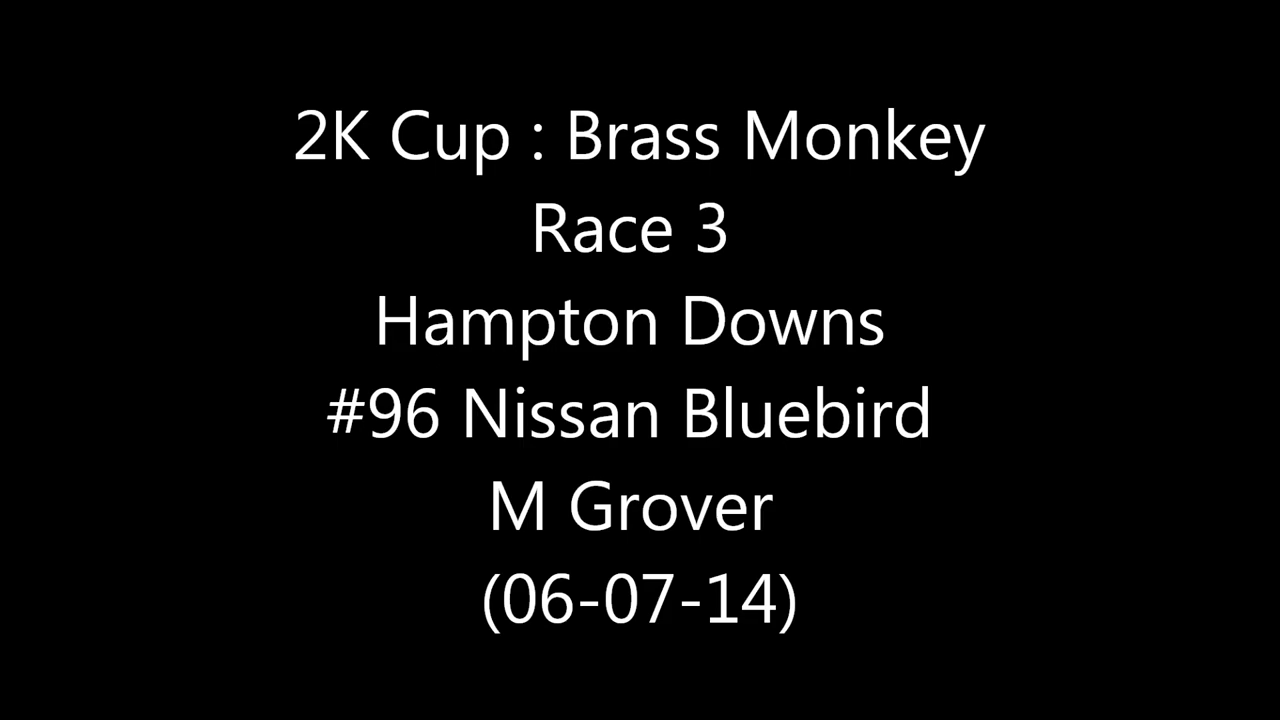 2K Cup : Brass Monkey
Race 3
Hampton Downs
#96 Nissan Bluebird
M Grover
(06-07-14)